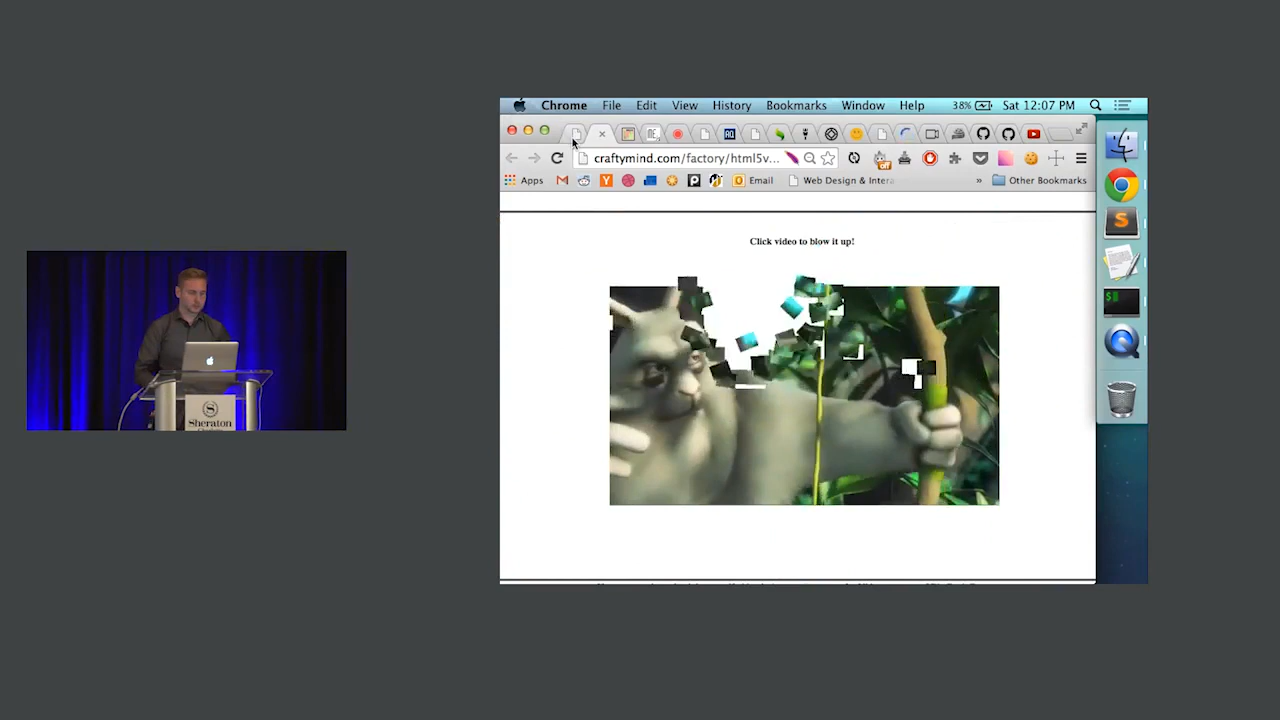 Chrome File Edit View History Bookmarks Window Help 38% Sat 12:07 PM
craftymind.com/factory/html5v...
Apps Email Web Design & Intera » Other Bookmarks
Click video to blow it up!
Sheraton